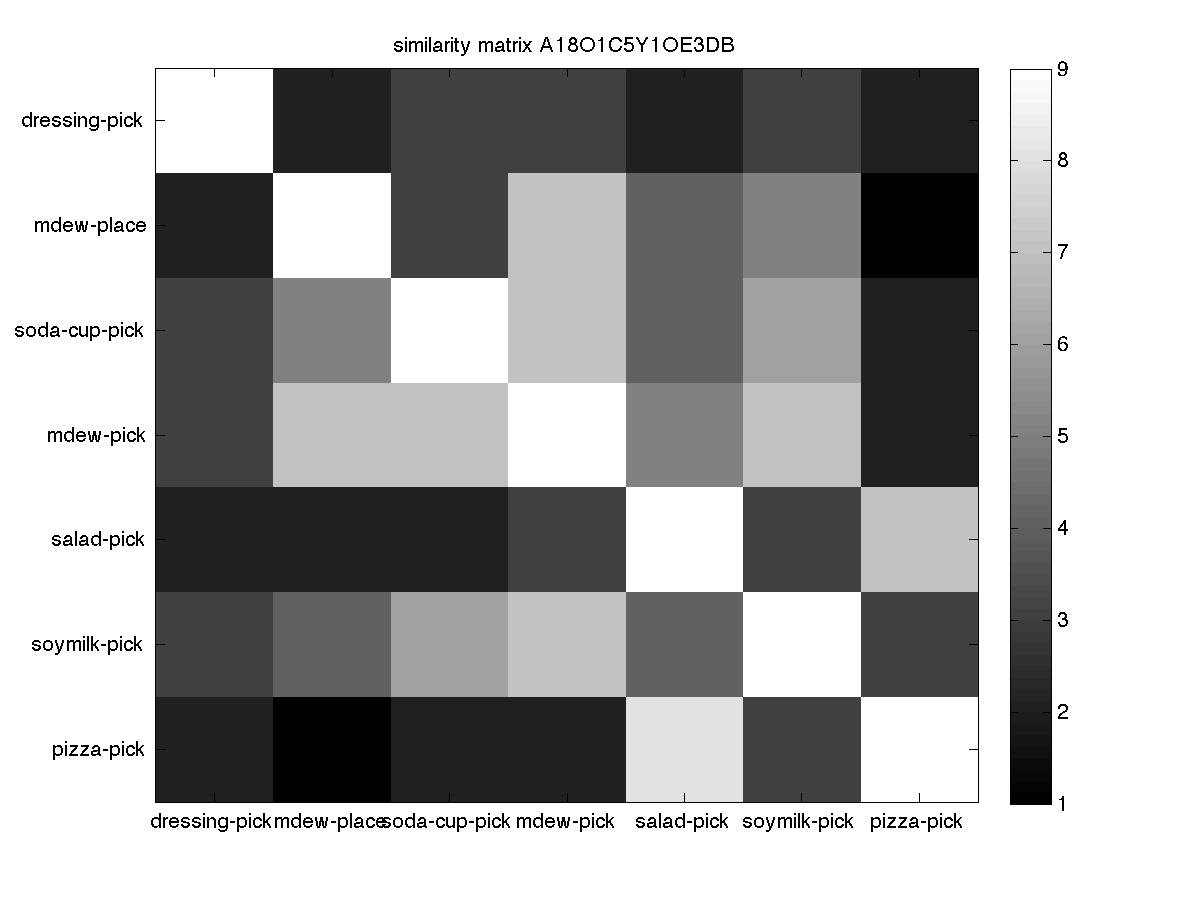 similarity matrix A18O1C5Y1OE3DB
dressing-pick
mdew-place
soda-cup-pick
mdew-pick
salad-pick
soymilk-pick
pizza-pick
dressing-pick mdew-place soda-cup-pick mdew-pick salad-pick soymilk-pick pizza-pick
9
8
7
6
5
4
3
2
1